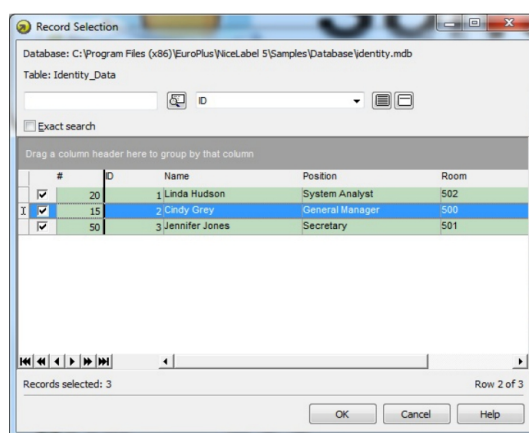 Record Selection
Database: C:\Program Files (x86)\EuroPlus\NiceLabel 5\Samples\Database\identity.mdb
Table: Identity_Data
ID
Exact search
Drag a column header here to group by that column
# ID Name Position Room
20 1 Linda Hudson System Analyst 502
15 2 Cindy Grey General Manager 500
50 3 Jennifer Jones Secretary 501
Records selected: 3 Row 2 of 3
OK Cancel Help